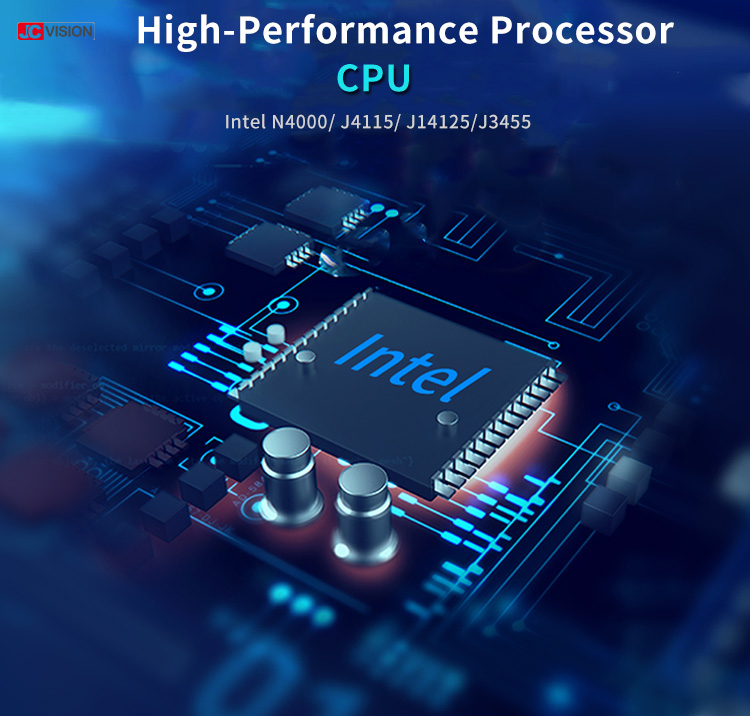 JCVISION
High-Performance Processor
CPU
Intel N4000/ J4115/ J14125/J3455
Intel